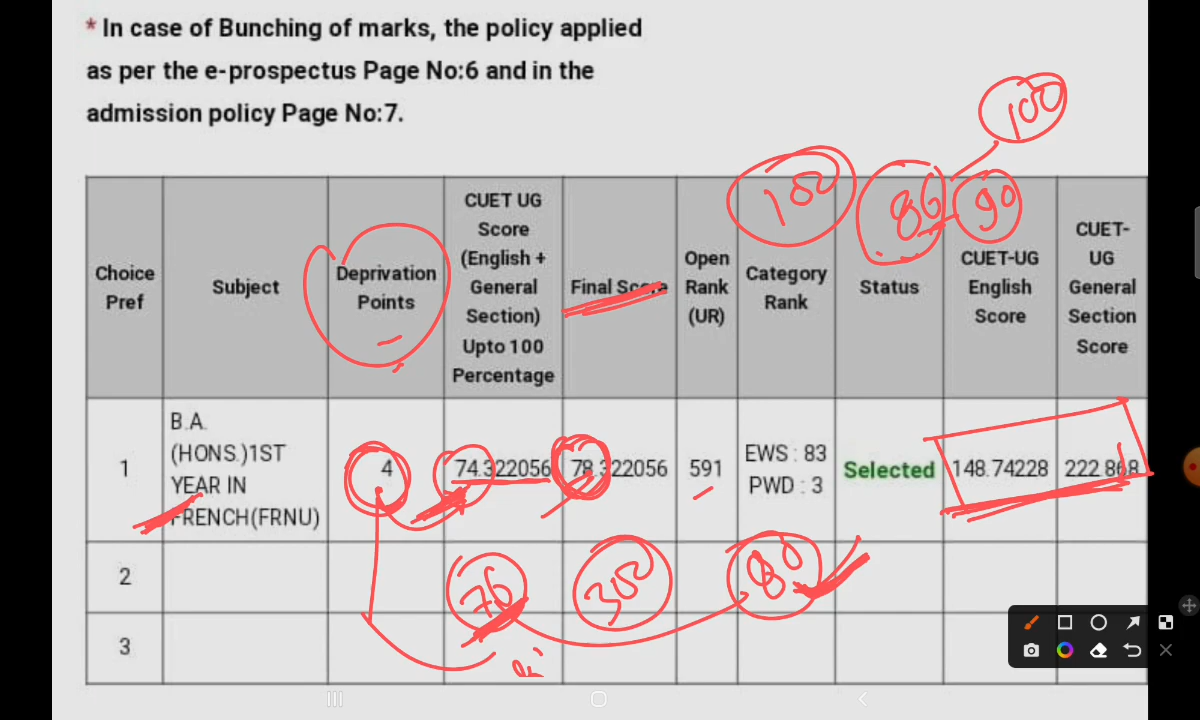 * In case of Bunching of marks, the policy applied
as per the e-prospectus Page No:6 and in the
admission policy Page No:7.
100
100
86
90
Choice
Pref
Subject
Deprivation
Points
CUET UG
Score
(English +
General
Section)
Upto 100
Percentage
Final Score
Open
Rank
(UR)
Category
Rank
Status
CUET-UG
English
Score
CUET-
UG
General
Section
Score
1
B.A.
(HONS.)1ST
YEAR IN
FRENCH(FRNU)
4
74.322056
78.322056
591
EWS : 83
PWD : 3
Selected
148.74228
222.868
2
76
300
80
3